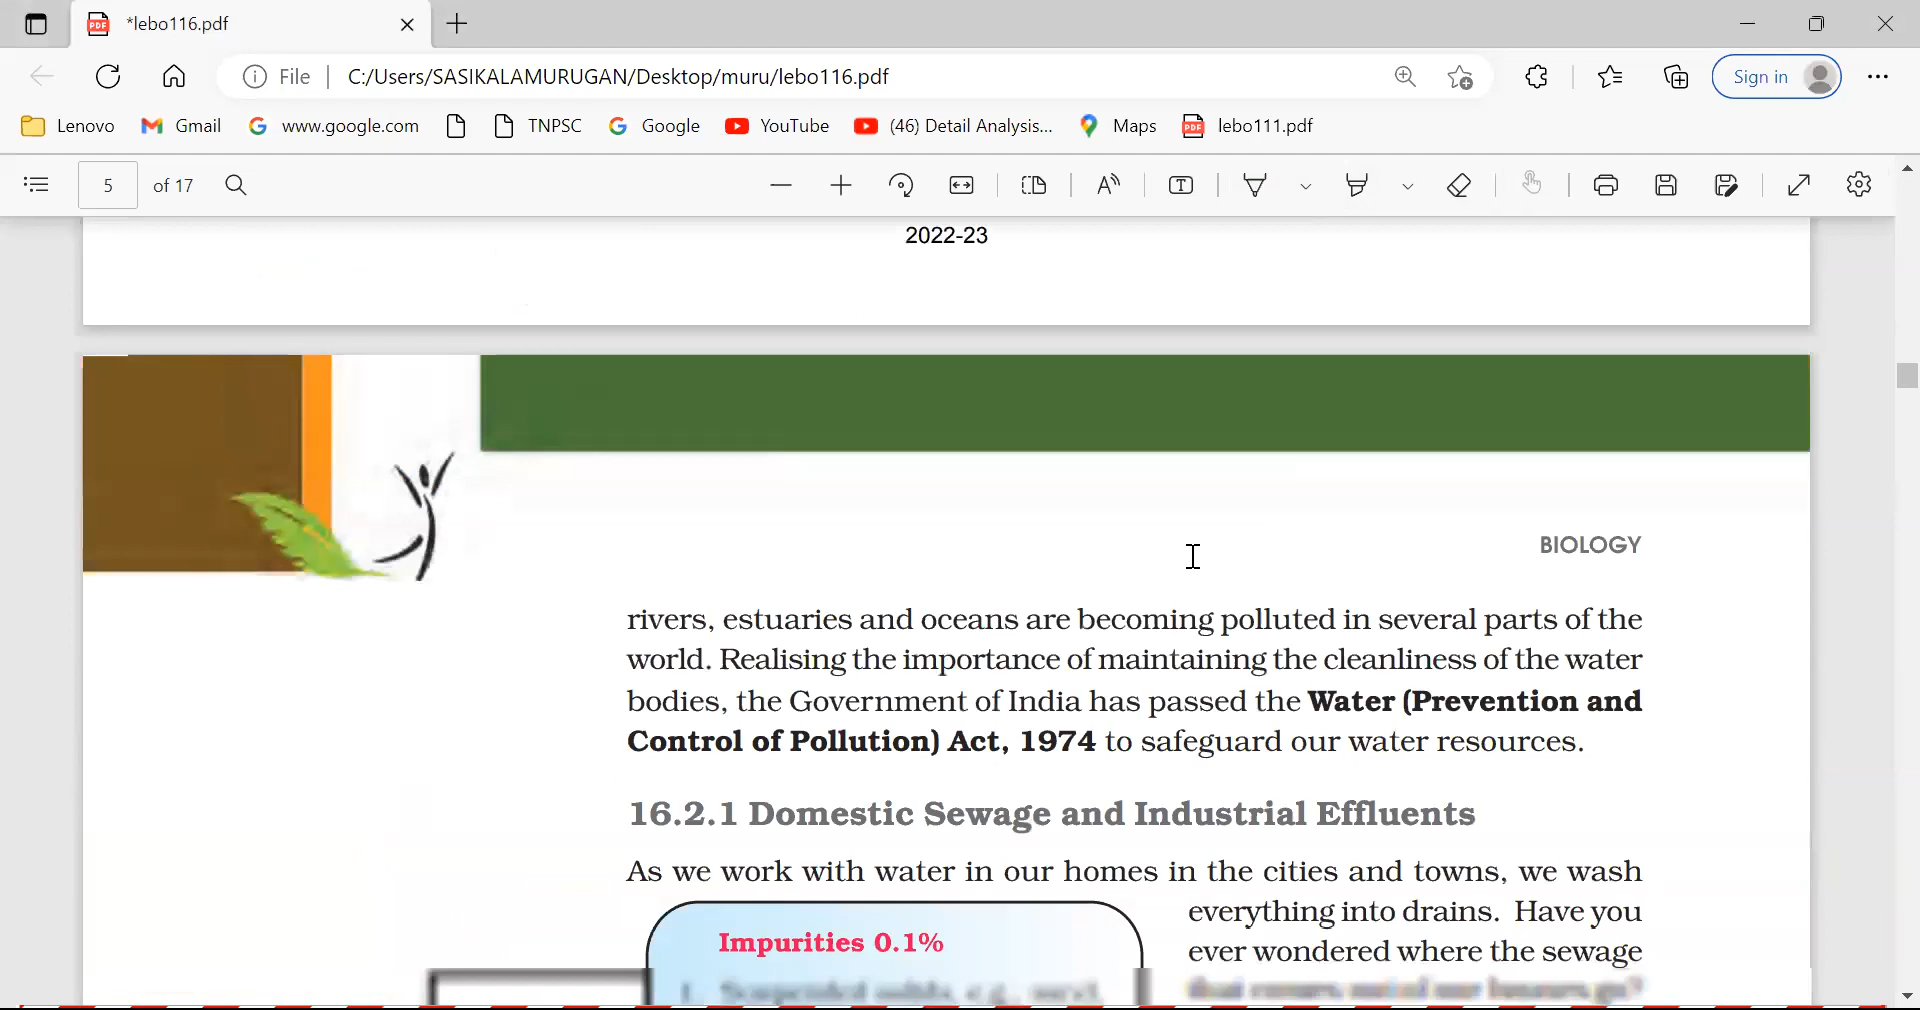 *lebo116.pdf
File C:/Users/SASIKALAMURUGAN/Desktop/muru/lebo116.pdf Sign in
Lenovo Gmail www.google.com TNPSC Google YouTube (46) Detail Analysis... Maps lebo111.pdf
5 of 17
2022-23
BIOLOGY
rivers, estuaries and oceans are becoming polluted in several parts of the
world. Realising the importance of maintaining the cleanliness of the water
bodies, the Government of India has passed the Water (Prevention and
Control of Pollution) Act, 1974 to safeguard our water resources.
16.2.1 Domestic Sewage and Industrial Effluents
As we work with water in our homes in the cities and towns, we wash
everything into drains. Have you
ever wondered where the sewage
Impurities 0.1%